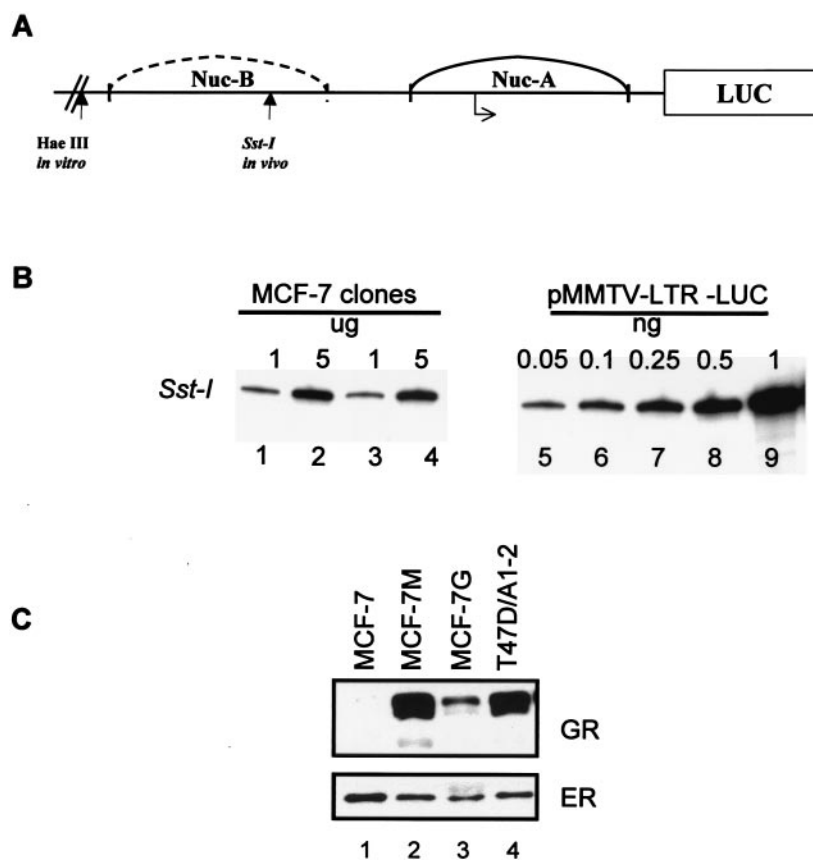 A
Nuc-B
Nuc-A
LUC
Hae III
in vitro
Sst-I
in vivo
B
MCF-7 clones
ug
1 5 1 5
Sst-I
1 2 3 4
pMMTV-LTR -LUC
ng
0.05 0.1 0.25 0.5 1
5 6 7 8 9
C
MCF-7
MCF-7M
MCF-7G
T47D/A1-2
GR
ER
1 2 3 4